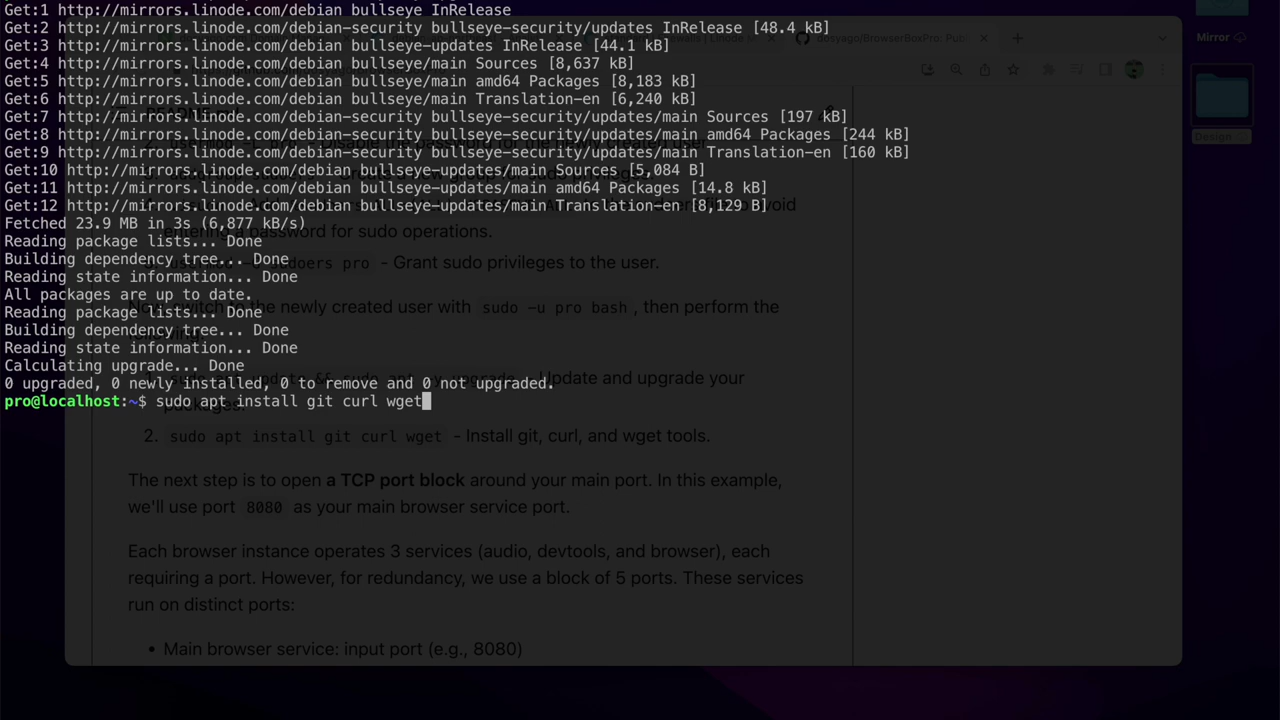 Get:1 http://mirrors.linode.com/debian bullseye InRelease
Get:2 http://mirrors.linode.com/debian-security bullseye-security/updates InRelease [48.4 kB]
Get:3 http://mirrors.linode.com/debian bullseye-updates InRelease [44.1 kB]
Get:4 http://mirrors.linode.com/debian bullseye/main Sources [8,637 kB]
Get:5 http://mirrors.linode.com/debian bullseye/main amd64 Packages [8,183 kB]
Get:6 http://mirrors.linode.com/debian bullseye/main Translation-en [6,240 kB]
Get:7 http://mirrors.linode.com/debian-security bullseye-security/updates/main Sources [197 kB]
Get:8 http://mirrors.linode.com/debian-security bullseye-security/updates/main amd64 Packages [244 kB]
Get:9 http://mirrors.linode.com/debian-security bullseye-security/updates/main Translation-en [160 kB]
Get:10 http://mirrors.linode.com/debian bullseye-updates/main Sources [5,084 B]
Get:11 http://mirrors.linode.com/debian bullseye-updates/main amd64 Packages [14.8 kB]
Get:12 http://mirrors.linode.com/debian bullseye-updates/main Translation-en [8,129 B]
Fetched 23.9 MB in 3s (6,877 kB/s)
Reading package lists... Done
Building dependency tree... Done
Reading state information... Done
All packages are up to date.
Reading package lists... Done
Building dependency tree... Done
Reading state information... Done
Calculating upgrade... Done
0 upgraded, 0 newly installed, 0 to remove and 0 not upgraded.
pro@localhost:~$ sudo apt install git curl wget
dosyago/BrowserBoxPro: Publ
Mirror
Design
entering a password for sudo operations.
sudoers pro - Grant sudo privileges to the user.
Now, switch to the newly created user with sudo -u pro bash, then perform the
following:
- Update and upgrade your
packages.
2. sudo apt install git curl wget - Install git, curl, and wget tools.
The next step is to open a TCP port block around your main port. In this example,
we'll use port 8080 as your main browser service port.
Each browser instance operates 3 services (audio, devtools, and browser), each
requiring a port. However, for redundancy, we use a block of 5 ports. These services
run on distinct ports:
• Main browser service: input port (e.g., 8080)